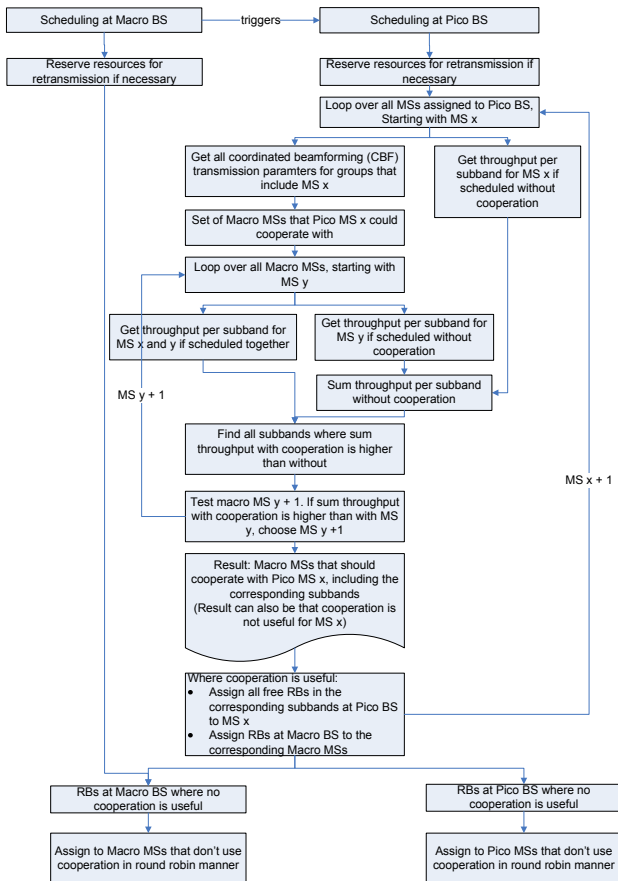 Scheduling at Macro BS
triggers
Scheduling at Pico BS
Reserve resources for
retransmission if necessary
Reserve resources for retransmission if
necessary
Loop over all MSs assigned to Pico BS,
Starting with MS x
Get all coordinated beamforming (CBF)
transmission paramters for groups that
include MS x
Get throughput per
subband for MS x if
scheduled without
cooperation
Set of Macro MSs that Pico MS x could
cooperate with
Loop over all Macro MSs, starting with
MS y
Get throughput per subband for
MS x and y if scheduled together
Get throughput per subband for
MS y if scheduled without
cooperation
MS y + 1
Sum throughput per subband
without cooperation
Find all subbands where sum
throughput with cooperation is higher
than without
MS x + 1
Test macro MS y + 1. If sum throughput
with cooperation is higher than with MS
y, choose MS y +1
Result: Macro MSs that should
cooperate with Pico MS x, including the
corresponding subbands
(Result can also be that cooperation is
not useful for MS x)
Where cooperation is useful:
• Assign all free RBs in the
corresponding subbands at Pico BS
to MS x
• Assign RBs at Macro BS to the
corresponding Macro MSs
RBs at Macro BS where no
cooperation is useful
RBs at Pico BS where no
cooperation is useful
Assign to Macro MSs that don't use
cooperation in round robin manner
Assign to Pico MSs that don't use
cooperation in round robin manner